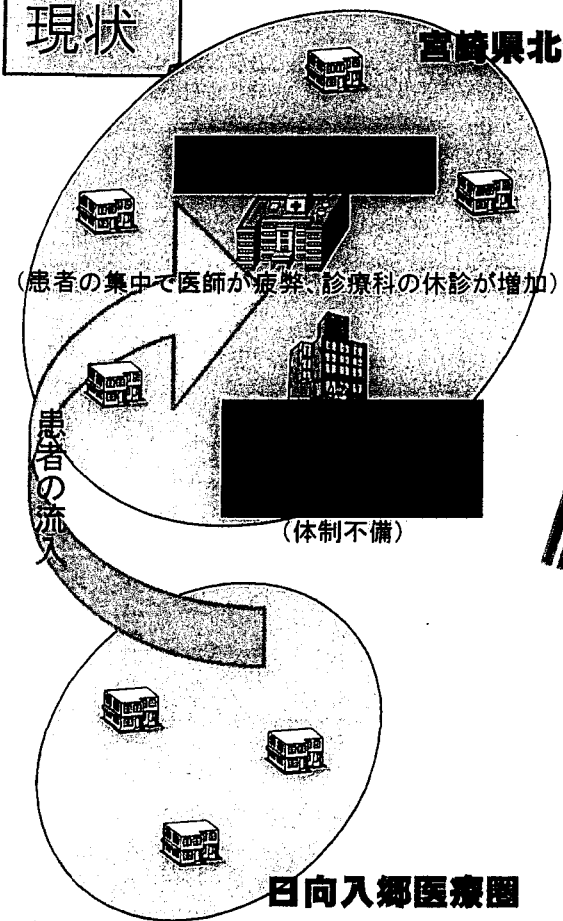 現状
宮崎県北
(患者の集中で医師が疲弊、診療科の休診が増加)
患者の流入
(体制不備)
日向入郷医療圏